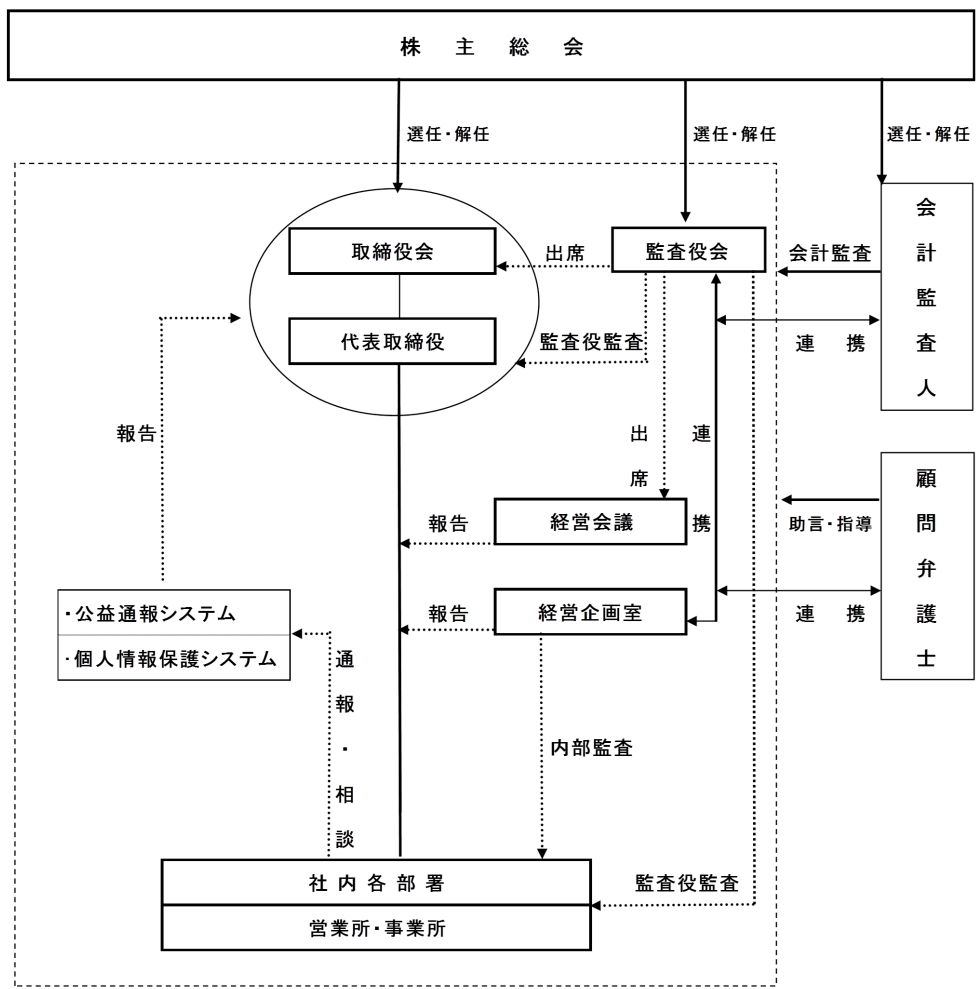 株主総会
選任・解任
選任・解任
選任・解任
会計監査人
取締役会
出席
監査役会
会計監査
代表取締役
監査役監査
連携
報告
出席
連携
顧問弁護士
報告
経営会議
助言・指導
・公益通報システム
報告
経営企画室
連携
・個人情報保護システム
通報・相談
内部監査
社内各部署
監査役監査
営業所・事業所